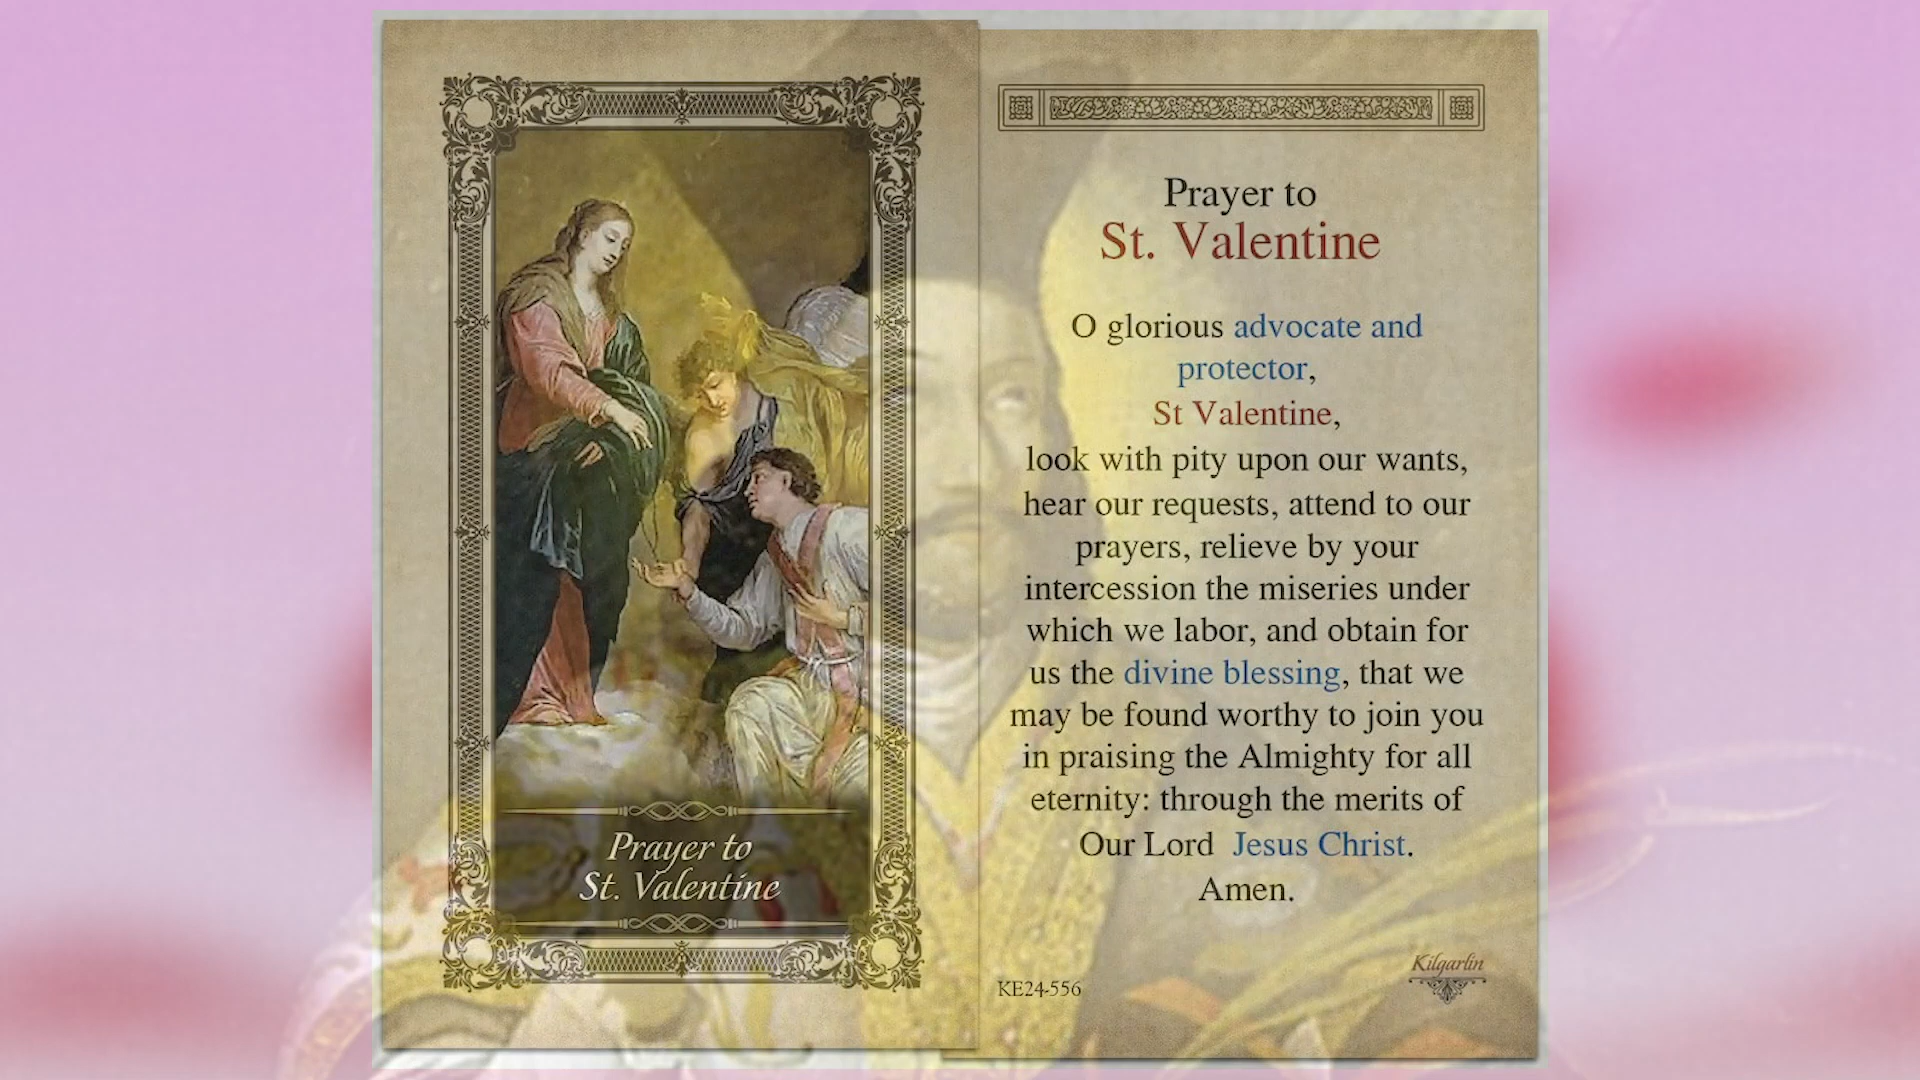 Prayer to
St. Valentine
Prayer to
St. Valentine
O glorious advocate and
protector,
St Valentine,
look with pity upon our wants,
hear our requests, attend to our
prayers, relieve by your
intercession the miseries under
which we labor, and obtain for
us the divine blessing, that we
may be found worthy to join you
in praising the Almighty for all
eternity: through the merits of
Our Lord Jesus Christ.
Amen.
KE24-556
Kilgarlin